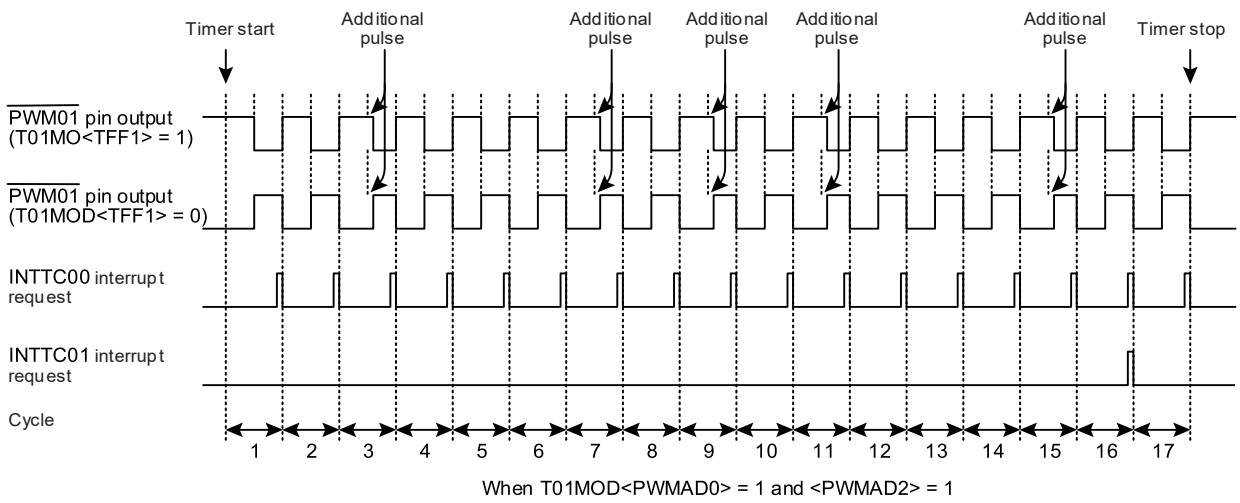 Timer start
Additional
pulse
Additional
pulse
Additional
pulse
Additional
pulse
Additional
pulse
Timer stop
PWM01 pin output
(T01MO<TFF1> = 1)
PWM01 pin output
(T01MOD<TFF1> = 0)
INTTC00 interrupt
request
INTTC01 interrupt
request
Cycle
1 2 3 4 5 6 7 8 9 10 11 12 13 14 15 16 17
When T01MOD<PWMAD0> = 1 and <PWMAD2> = 1